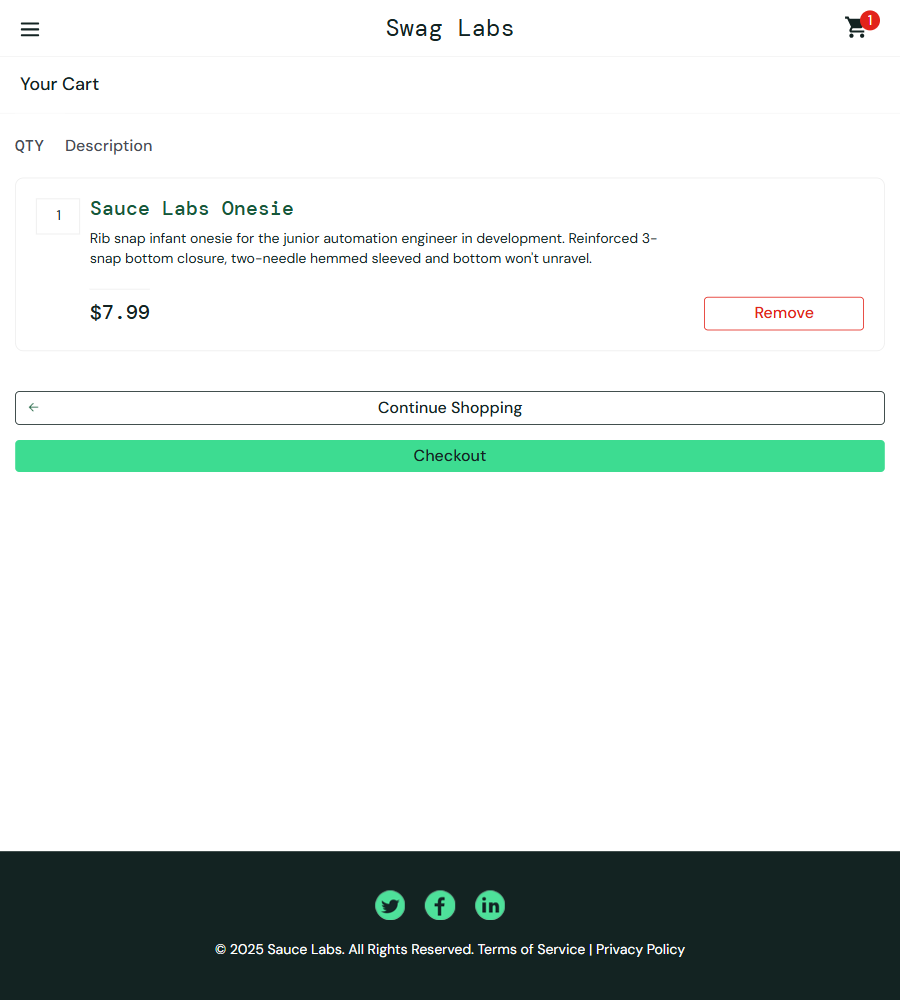 Swag Labs
1
Your Cart
QTY Description
1
Sauce Labs Onesie
Rib snap infant onesie for the junior automation engineer in development. Reinforced 3-
snap bottom closure, two-needle hemmed sleeved and bottom won't unravel.
$7.99
Remove
Continue Shopping
Checkout
© 2025 Sauce Labs. All Rights Reserved. Terms of Service | Privacy Policy